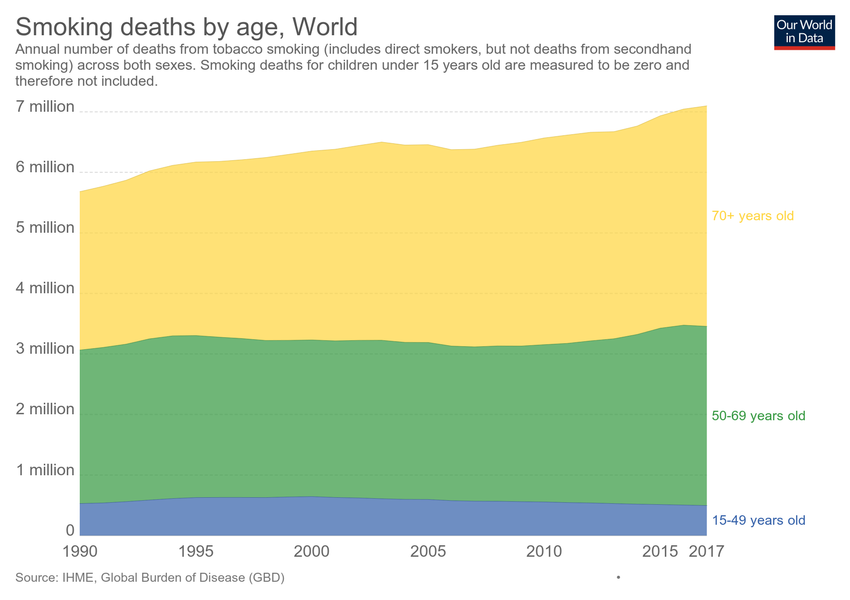 Smoking deaths by age, World
Our World
in Data
Annual number of deaths from tobacco smoking (includes direct smokers, but not deaths from secondhand
smoking) across both sexes. Smoking deaths for children under 15 years old are measured to be zero and
therefore not included.
7 million
6 million
5 million
4 million
3 million
2 million
1 million
0
70+ years old
50-69 years old
15-49 years old
1990 1995 2000 2005 2010 2015 2017
Source: IHME, Global Burden of Disease (GBD)